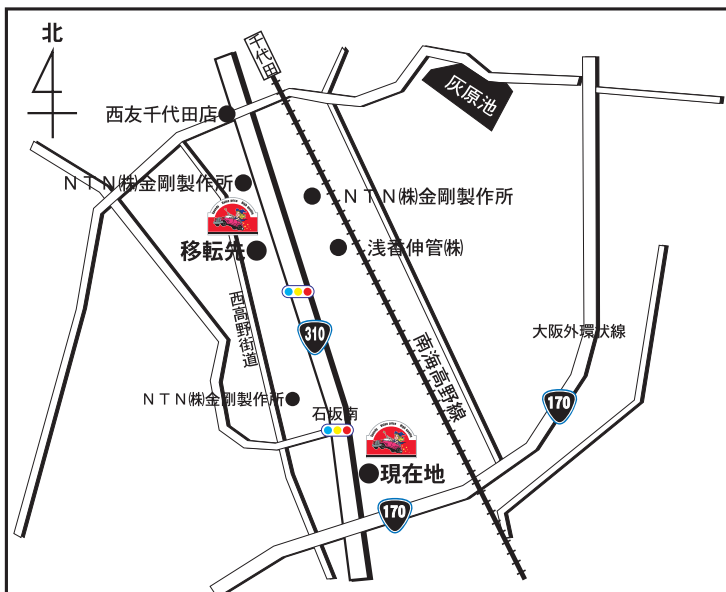 北
千代田
灰原池
西友千代田店
ＮＴＮ㈱金剛製作所
ＮＴＮ㈱金剛製作所
移転先
浅番伸管㈱
西高野街道
310
大阪外環状線
南海高野線
170
ＮＴＮ㈱金剛製作所
石坂南
現在地
170